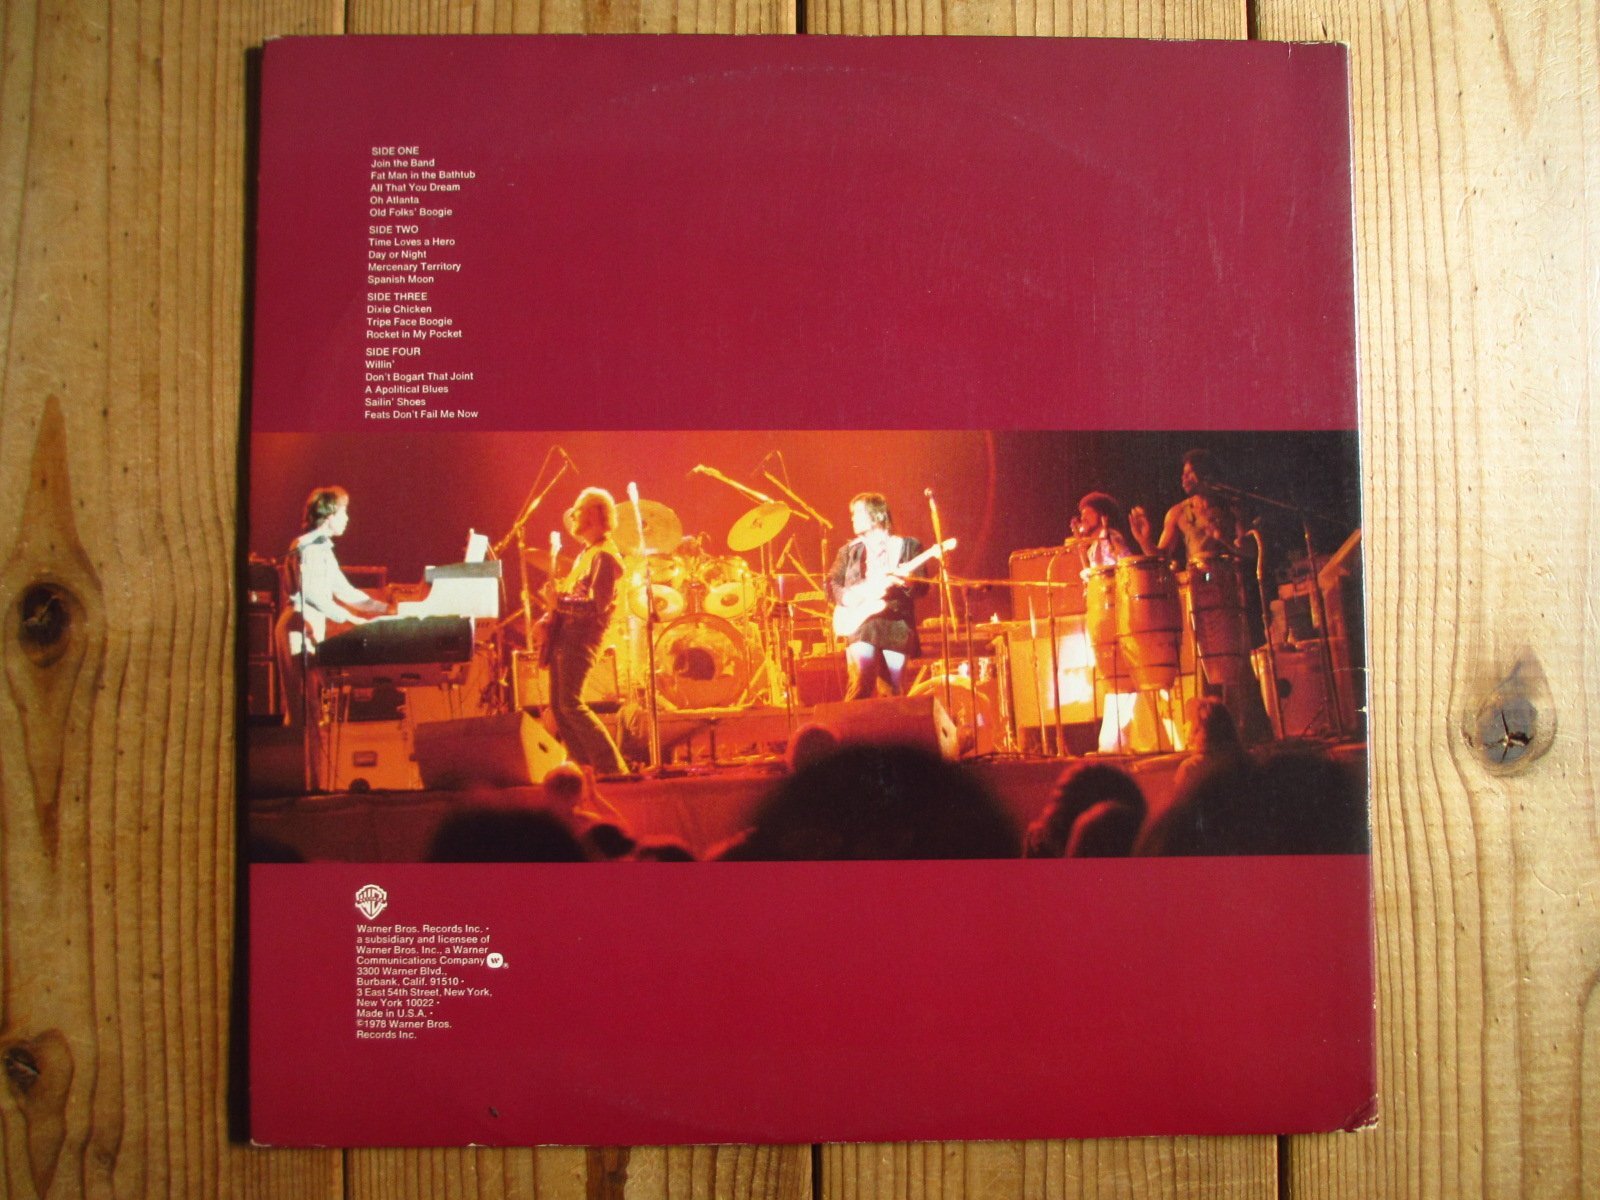 SIDE ONE
Join the Band
Fat Man in the Bathtub
All That You Dream
Oh Atlanta
Old Folks' Boogie
SIDE TWO
Time Loves a Hero
Day or Night
Mercenary Territory
Spanish Moon
SIDE THREE
Dixie Chicken
Tripe Face Boogie
Rocket in My Pocket
SIDE FOUR
Willin'
Don't Bogart That Joint
A Apolitical Blues
Sailin' Shoes
Feats Don't Fail Me Now
Warner Bros. Records Inc. •
a subsidiary and licensee of
Warner Bros. Inc., a Warner
Communications Company w ®
3300 Warner Blvd.,
Burbank, Calif. 91510 •
3 East 54th Street, New York,
New York 10022 •
Made in U.S.A. •
©1978 Warner Bros.
Records Inc.